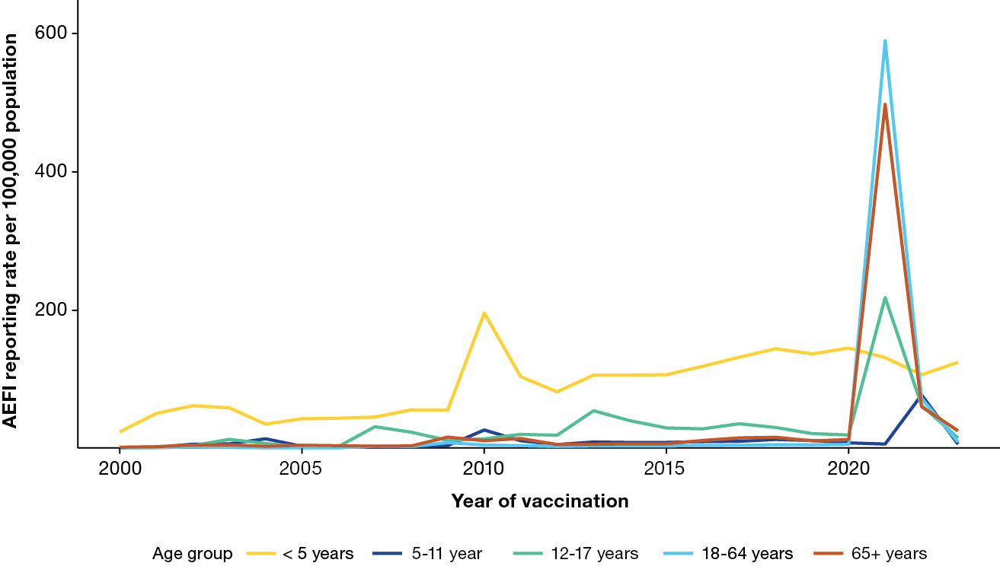 AEFI reporting rate per 100,000 population
600
400
200
2000 2005 2010 2015 2020
Year of vaccination
Age group < 5 years 5-11 year 12-17 years 18-64 years 65+ years